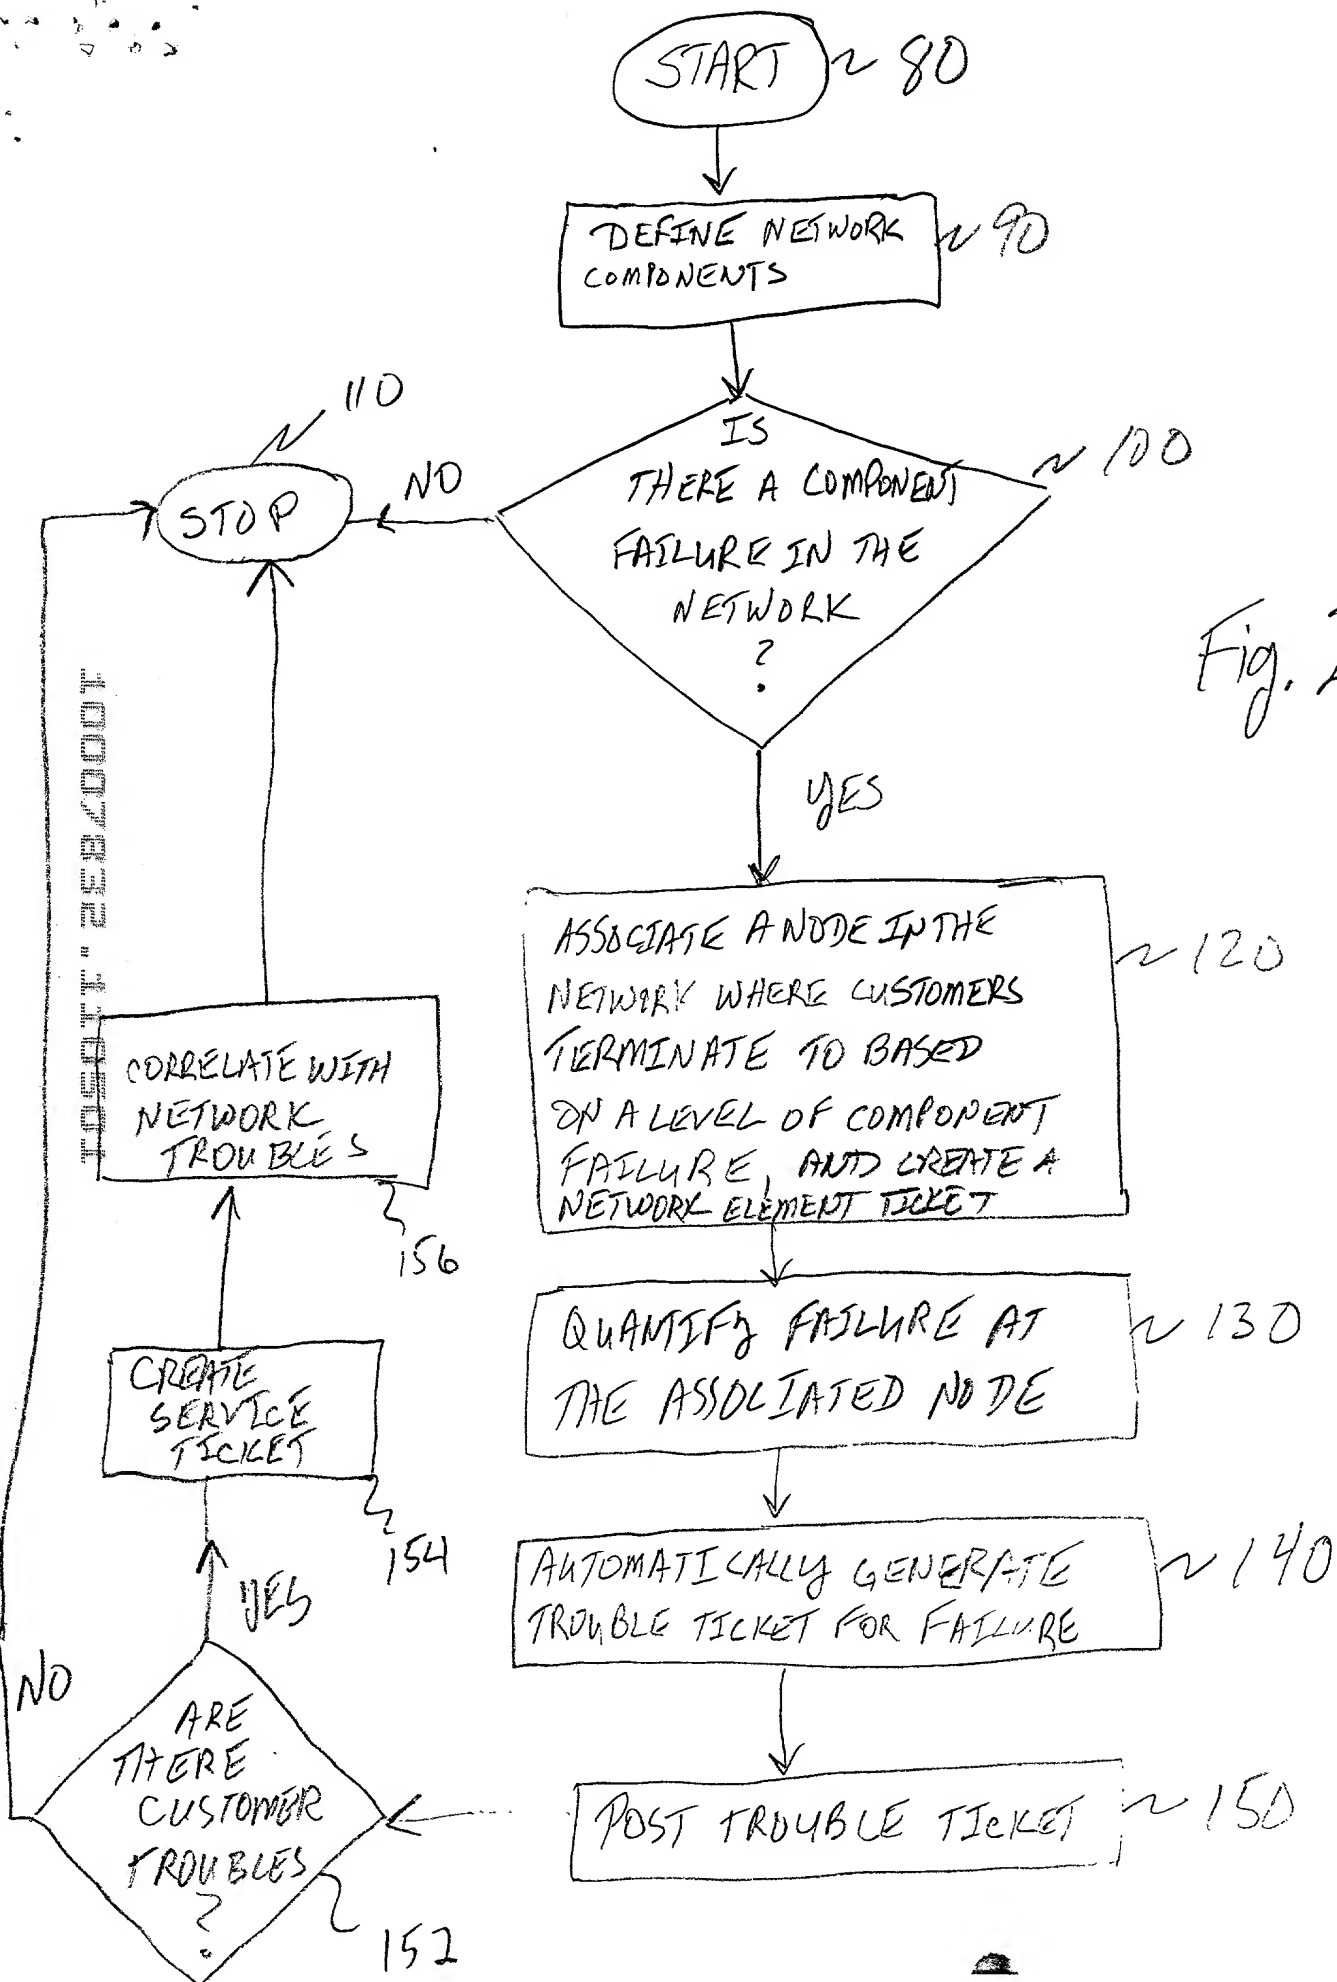 START
80
DEFINE NETWORK
COMPONENTS
90
110
STOP
NO
IS
THERE A COMPONENT
FAILURE IN THE
NETWORK
?
100
Fig. 2
YES
10007832.110501
ASSOCIATE A NODE IN THE
NETWORK WHERE CUSTOMERS
TERMINATE TO BASED
ON A LEVEL OF COMPONENT
FAILURE, AND CREATE A
NETWORK ELEMENT TICKET
120
CORRELATE WITH
NETWORK
TROUBLES
156
QUANTIFY FAILURE AT
THE ASSOCIATED NODE
130
CREATE
SERVICE
TICKET
154
AUTOMATICALLY GENERATE
TROUBLE TICKET FOR FAILURE
140
YES
NO
ARE
THERE
CUSTOMER
TROUBLES
?
152
POST TROUBLE TICKET
150